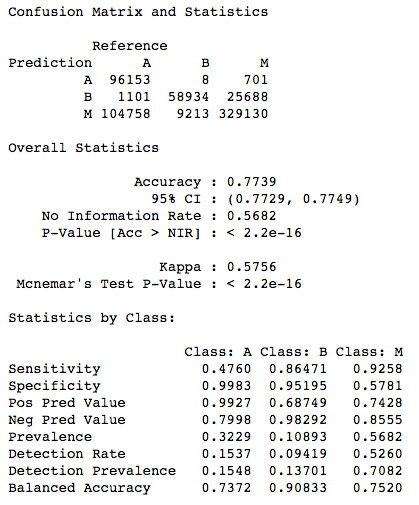 Confusion Matrix and Statistics
Reference
Prediction A B M
A 96153 8 701
B 1101 58934 25688
M 104758 9213 329130
Overall Statistics
Accuracy : 0.7739
95% CI : (0.7729, 0.7749)
No Information Rate : 0.5682
P-Value [Acc > NIR] : < 2.2e-16
Kappa : 0.5756
Mcnemar's Test P-Value : < 2.2e-16
Statistics by Class:
Class: A Class: B Class: M
Sensitivity 0.4760 0.86471 0.9258
Specificity 0.9983 0.95195 0.5781
Pos Pred Value 0.9927 0.68749 0.7428
Neg Pred Value 0.7998 0.98292 0.8555
Prevalence 0.3229 0.10893 0.5682
Detection Rate 0.1537 0.09419 0.5260
Detection Prevalence 0.1548 0.13701 0.7082
Balanced Accuracy 0.7372 0.90833 0.7520